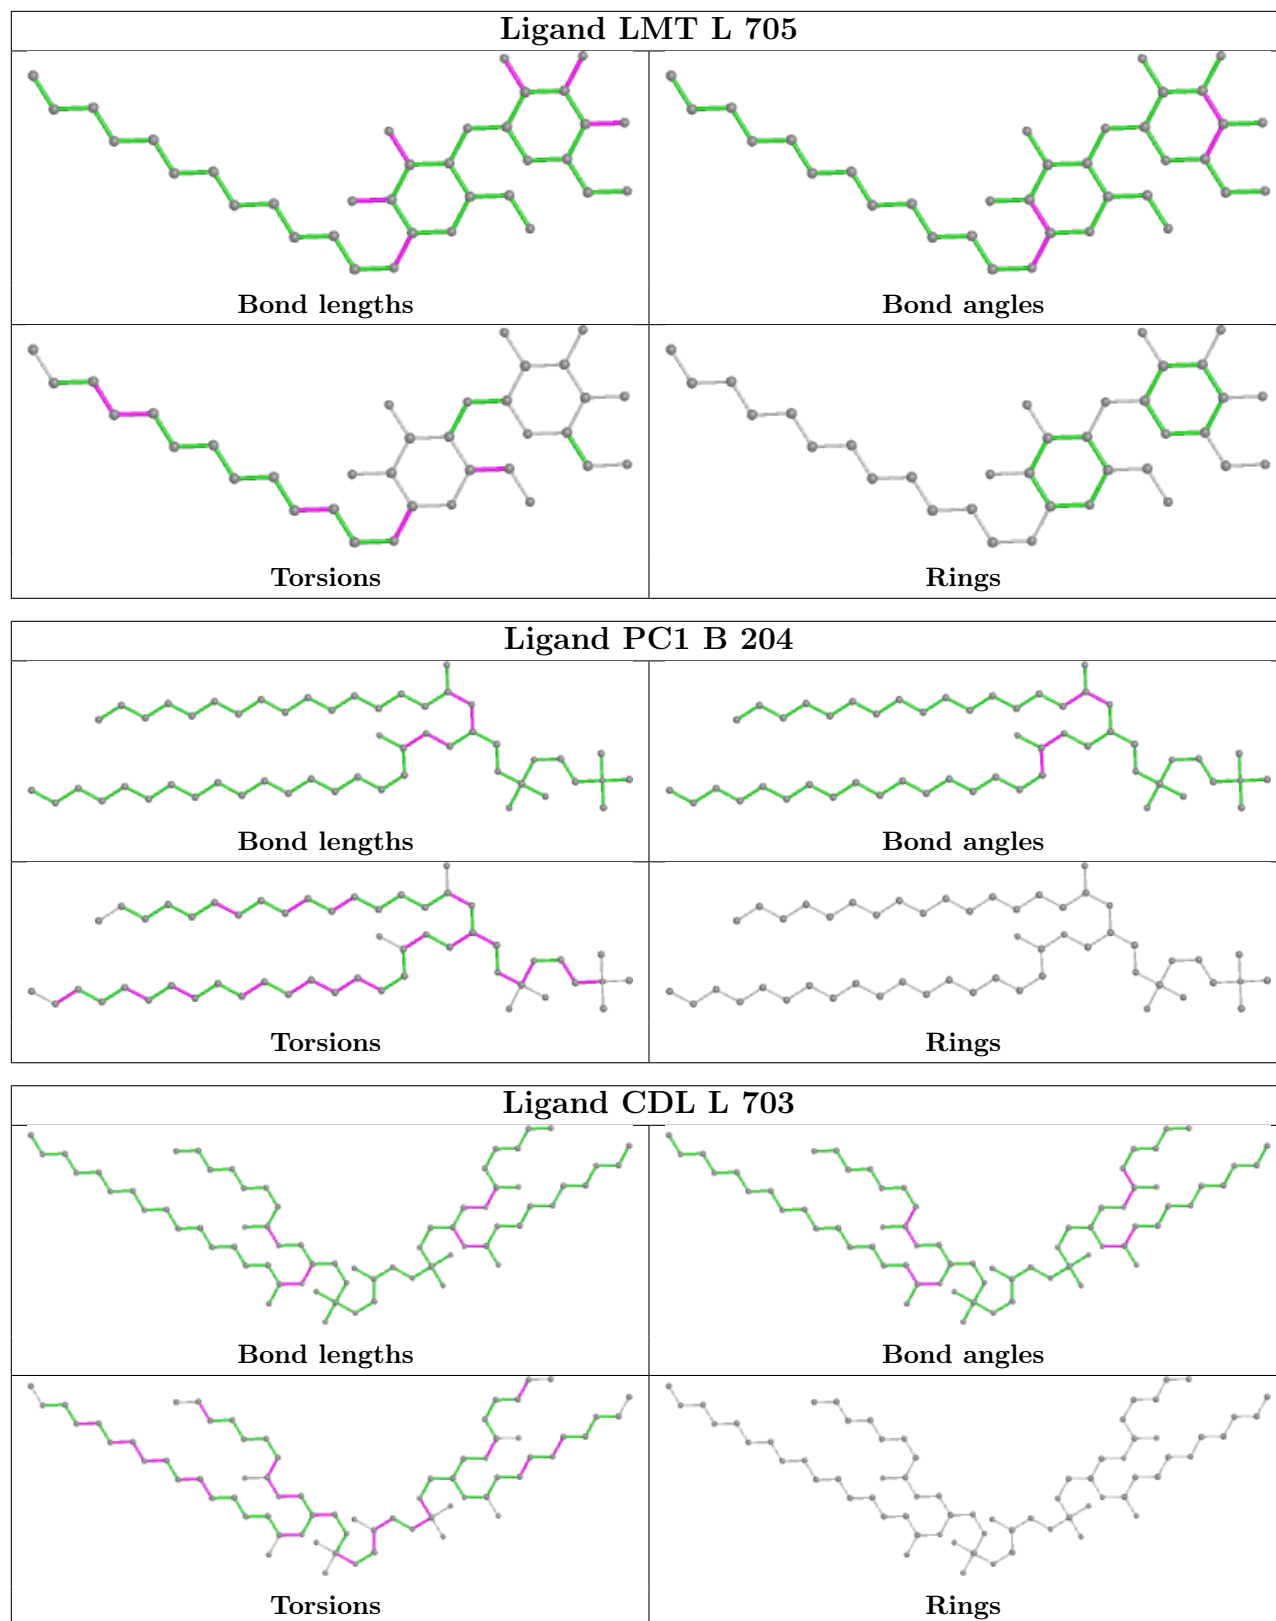 Ligand LMT L 705
Bond lengths
Bond angles
Torsions
Rings
Ligand PC1 B 204
Bond lengths
Bond angles
Torsions
Rings
Ligand CDL L 703
Bond lengths
Bond angles
Torsions
Rings